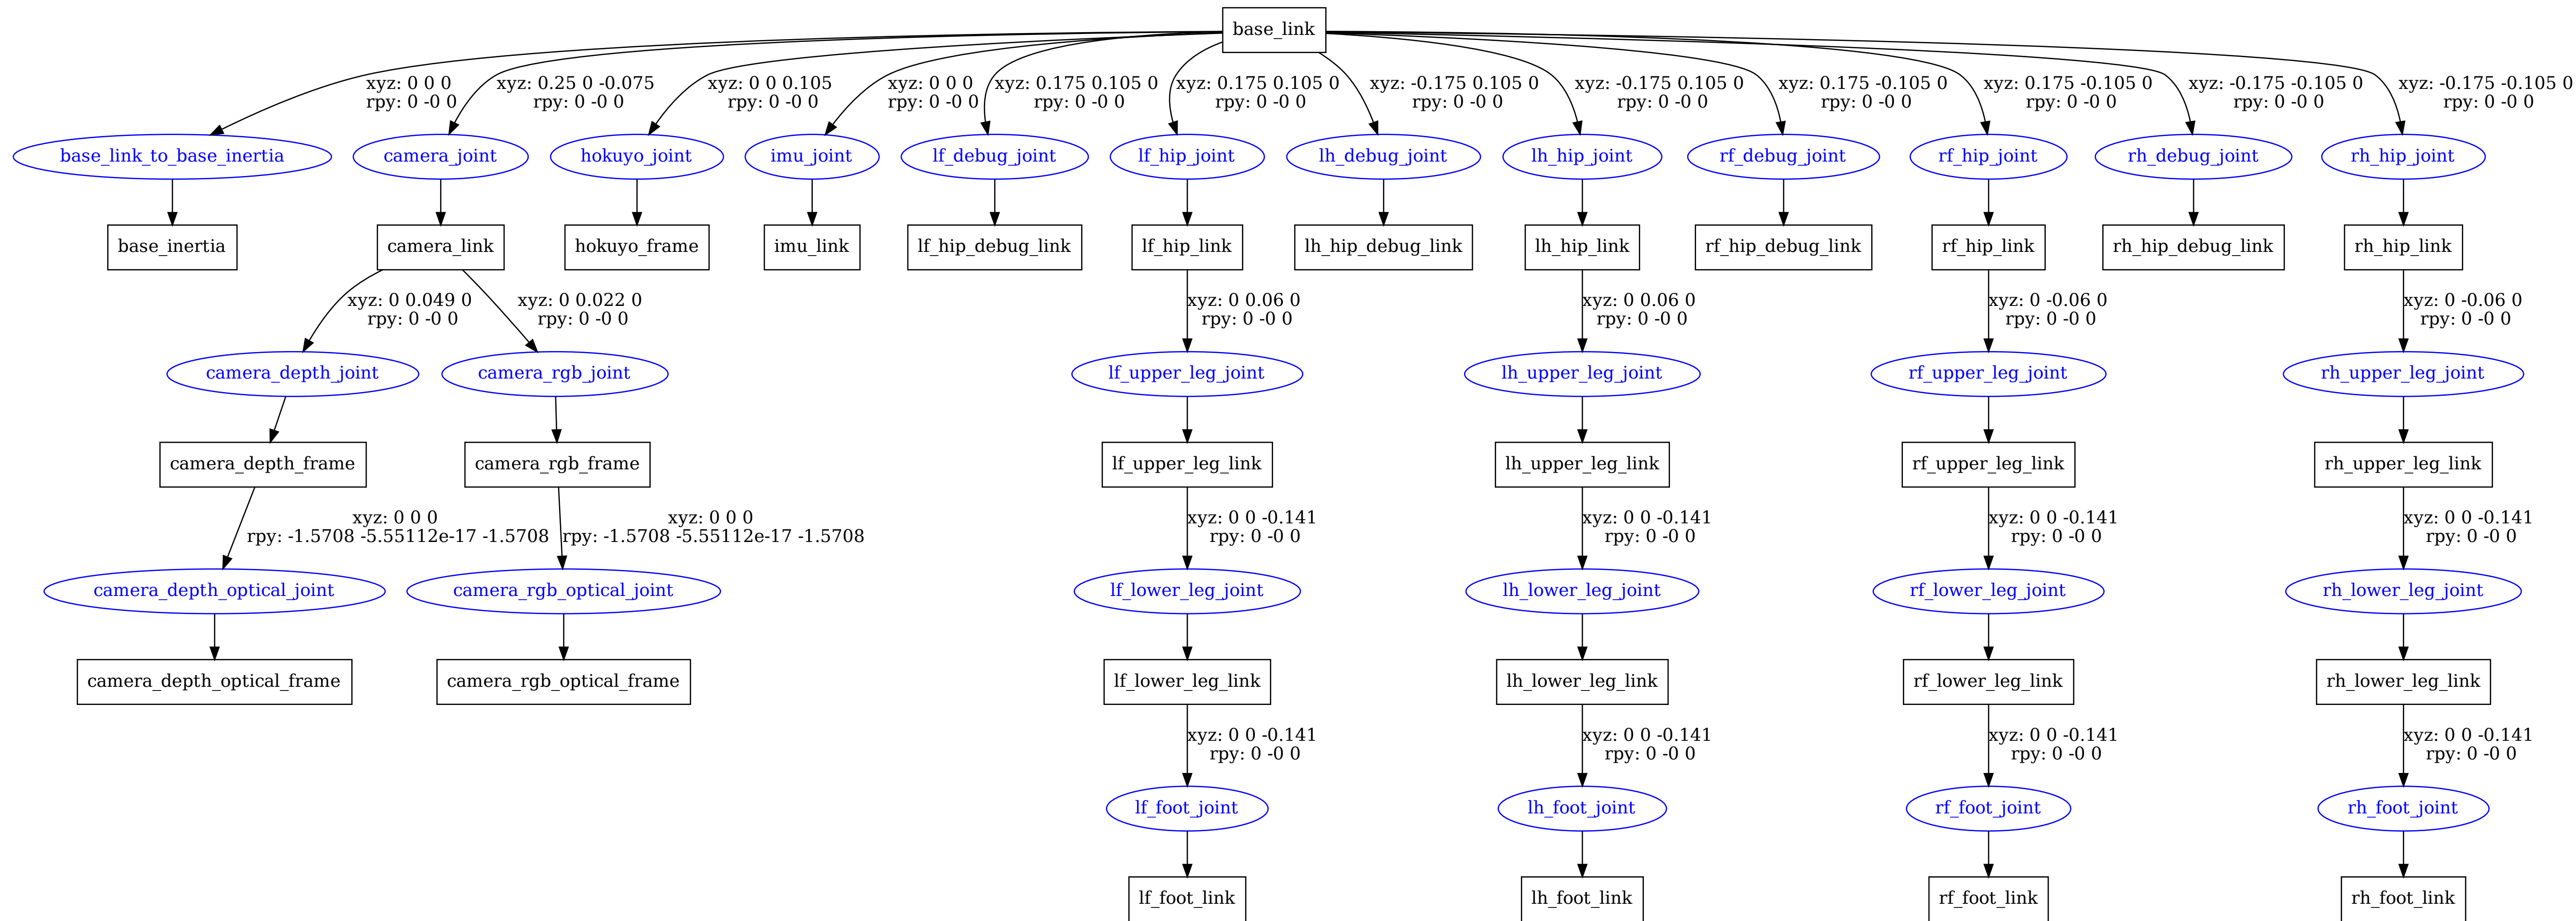 base_link
xyz: 0 0 0
rpy: 0 -0 0
xyz: 0.25 0 -0.075
rpy: 0 -0 0
xyz: 0 0 0.105
rpy: 0 -0 0
xyz: 0 0 0
rpy: 0 -0 0
xyz: 0.175 0.105 0
rpy: 0 -0 0
xyz: 0.175 0.105 0
rpy: 0 -0 0
xyz: -0.175 0.105 0
rpy: 0 -0 0
xyz: -0.175 0.105 0
rpy: 0 -0 0
xyz: 0.175 -0.105 0
rpy: 0 -0 0
xyz: 0.175 -0.105 0
rpy: 0 -0 0
xyz: -0.175 -0.105 0
rpy: 0 -0 0
xyz: -0.175 -0.105 0
rpy: 0 -0 0
base_link_to_base_inertia
camera_joint
hokuyo_joint
imu_joint
lf_debug_joint
lf_hip_joint
lh_debug_joint
lh_hip_joint
rf_debug_joint
rf_hip_joint
rh_debug_joint
rh_hip_joint
base_inertia
camera_link
hokuyo_frame
imu_link
lf_hip_debug_link
lf_hip_link
lh_hip_debug_link
lh_hip_link
rf_hip_debug_link
rf_hip_link
rh_hip_debug_link
rh_hip_link
xyz: 0 0.049 0
rpy: 0 -0 0
xyz: 0 0.022 0
rpy: 0 -0 0
xyz: 0 0.06 0
rpy: 0 -0 0
xyz: 0 0.06 0
rpy: 0 -0 0
xyz: 0 -0.06 0
rpy: 0 -0 0
xyz: 0 -0.06 0
rpy: 0 -0 0
camera_depth_joint
camera_rgb_joint
lf_upper_leg_joint
lh_upper_leg_joint
rf_upper_leg_joint
rh_upper_leg_joint
camera_depth_frame
camera_rgb_frame
lf_upper_leg_link
lh_upper_leg_link
rf_upper_leg_link
rh_upper_leg_link
xyz: 0 0 0
rpy: -1.5708 -5.55112e-17 -1.5708
xyz: 0 0 0
rpy: -1.5708 -5.55112e-17 -1.5708
xyz: 0 0 -0.141
rpy: 0 -0 0
xyz: 0 0 -0.141
rpy: 0 -0 0
xyz: 0 0 -0.141
rpy: 0 -0 0
xyz: 0 0 -0.141
rpy: 0 -0 0
camera_depth_optical_joint
camera_rgb_optical_joint
lf_lower_leg_joint
lh_lower_leg_joint
rf_lower_leg_joint
rh_lower_leg_joint
camera_depth_optical_frame
camera_rgb_optical_frame
lf_lower_leg_link
lh_lower_leg_link
rf_lower_leg_link
rh_lower_leg_link
xyz: 0 0 -0.141
rpy: 0 -0 0
xyz: 0 0 -0.141
rpy: 0 -0 0
xyz: 0 0 -0.141
rpy: 0 -0 0
xyz: 0 0 -0.141
rpy: 0 -0 0
lf_foot_joint
lh_foot_joint
rf_foot_joint
rh_foot_joint
lf_foot_link
lh_foot_link
rf_foot_link
rh_foot_link